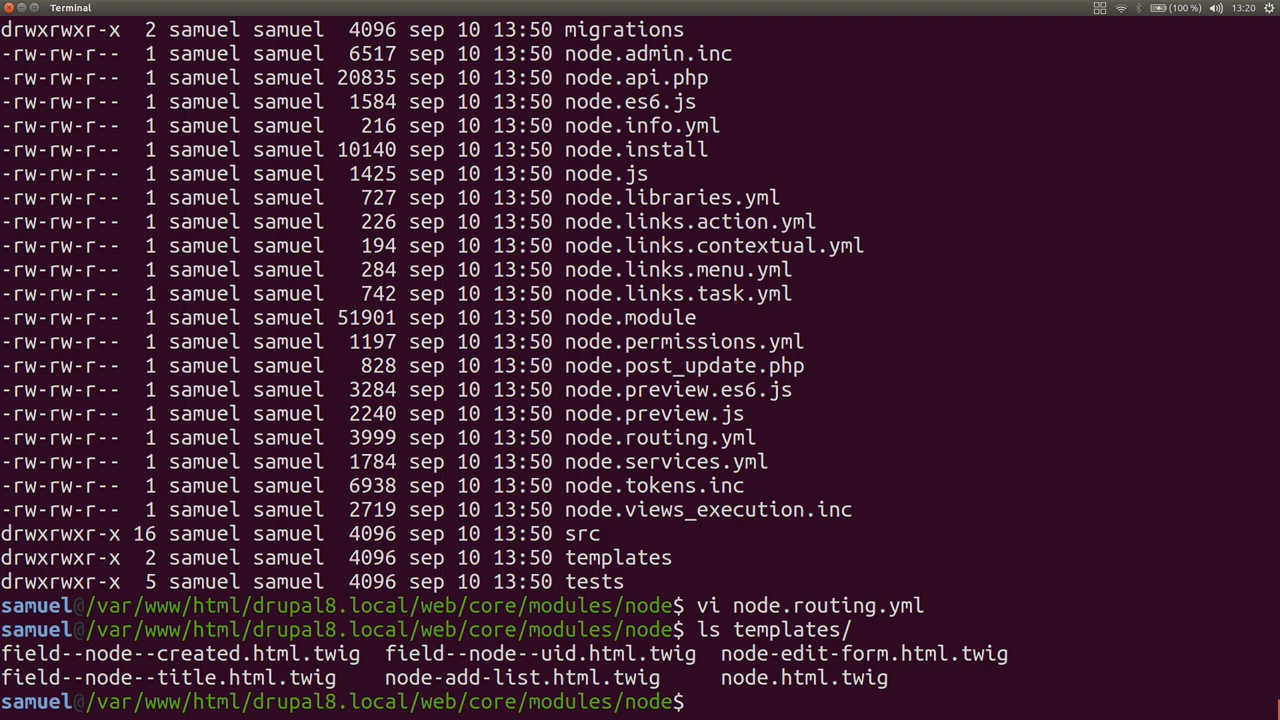 Terminal (100 %) 13:20
drwxrwxr-x 2 samuel samuel 4096 sep 10 13:50 migrations
-rw-rw-r-- 1 samuel samuel 6517 sep 10 13:50 node.admin.inc
-rw-rw-r-- 1 samuel samuel 20835 sep 10 13:50 node.api.php
-rw-rw-r-- 1 samuel samuel 1584 sep 10 13:50 node.es6.js
-rw-rw-r-- 1 samuel samuel 216 sep 10 13:50 node.info.yml
-rw-rw-r-- 1 samuel samuel 10140 sep 10 13:50 node.install
-rw-rw-r-- 1 samuel samuel 1425 sep 10 13:50 node.js
-rw-rw-r-- 1 samuel samuel 727 sep 10 13:50 node.libraries.yml
-rw-rw-r-- 1 samuel samuel 226 sep 10 13:50 node.links.action.yml
-rw-rw-r-- 1 samuel samuel 194 sep 10 13:50 node.links.contextual.yml
-rw-rw-r-- 1 samuel samuel 284 sep 10 13:50 node.links.menu.yml
-rw-rw-r-- 1 samuel samuel 742 sep 10 13:50 node.links.task.yml
-rw-rw-r-- 1 samuel samuel 51901 sep 10 13:50 node.module
-rw-rw-r-- 1 samuel samuel 1197 sep 10 13:50 node.permissions.yml
-rw-rw-r-- 1 samuel samuel 828 sep 10 13:50 node.post_update.php
-rw-rw-r-- 1 samuel samuel 3284 sep 10 13:50 node.preview.es6.js
-rw-rw-r-- 1 samuel samuel 2240 sep 10 13:50 node.preview.js
-rw-rw-r-- 1 samuel samuel 3999 sep 10 13:50 node.routing.yml
-rw-rw-r-- 1 samuel samuel 1784 sep 10 13:50 node.services.yml
-rw-rw-r-- 1 samuel samuel 6938 sep 10 13:50 node.tokens.inc
-rw-rw-r-- 1 samuel samuel 2719 sep 10 13:50 node.views_execution.inc
drwxrwxr-x 16 samuel samuel 4096 sep 10 13:50 src
drwxrwxr-x 2 samuel samuel 4096 sep 10 13:50 templates
drwxrwxr-x 5 samuel samuel 4096 sep 10 13:50 tests
samuel@/var/www/html/drupal8.local/web/core/modules/node$ vi node.routing.yml
samuel@/var/www/html/drupal8.local/web/core/modules/node$ ls templates/
field--node--created.html.twig field--node--uid.html.twig node-edit-form.html.twig
field--node--title.html.twig node-add-list.html.twig node.html.twig
samuel@/var/www/html/drupal8.local/web/core/modules/node$